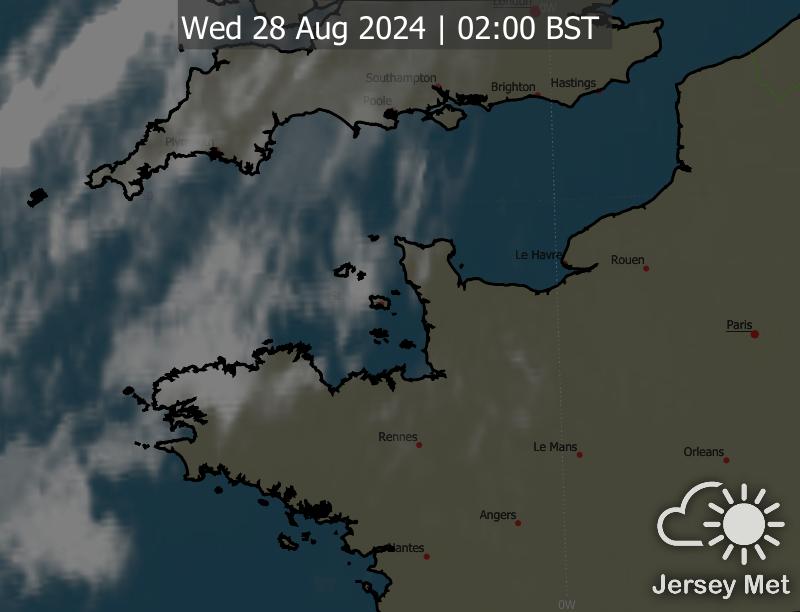 London
0W
Wed 28 Aug 2024 | 02:00 BST
Southampton
Brighton
Hastings
Poole
Plymouth
Le Havre
Rouen
Paris
Rennes
Le Mans
Orleans
Angers
Nantes
Jersey Met
0W